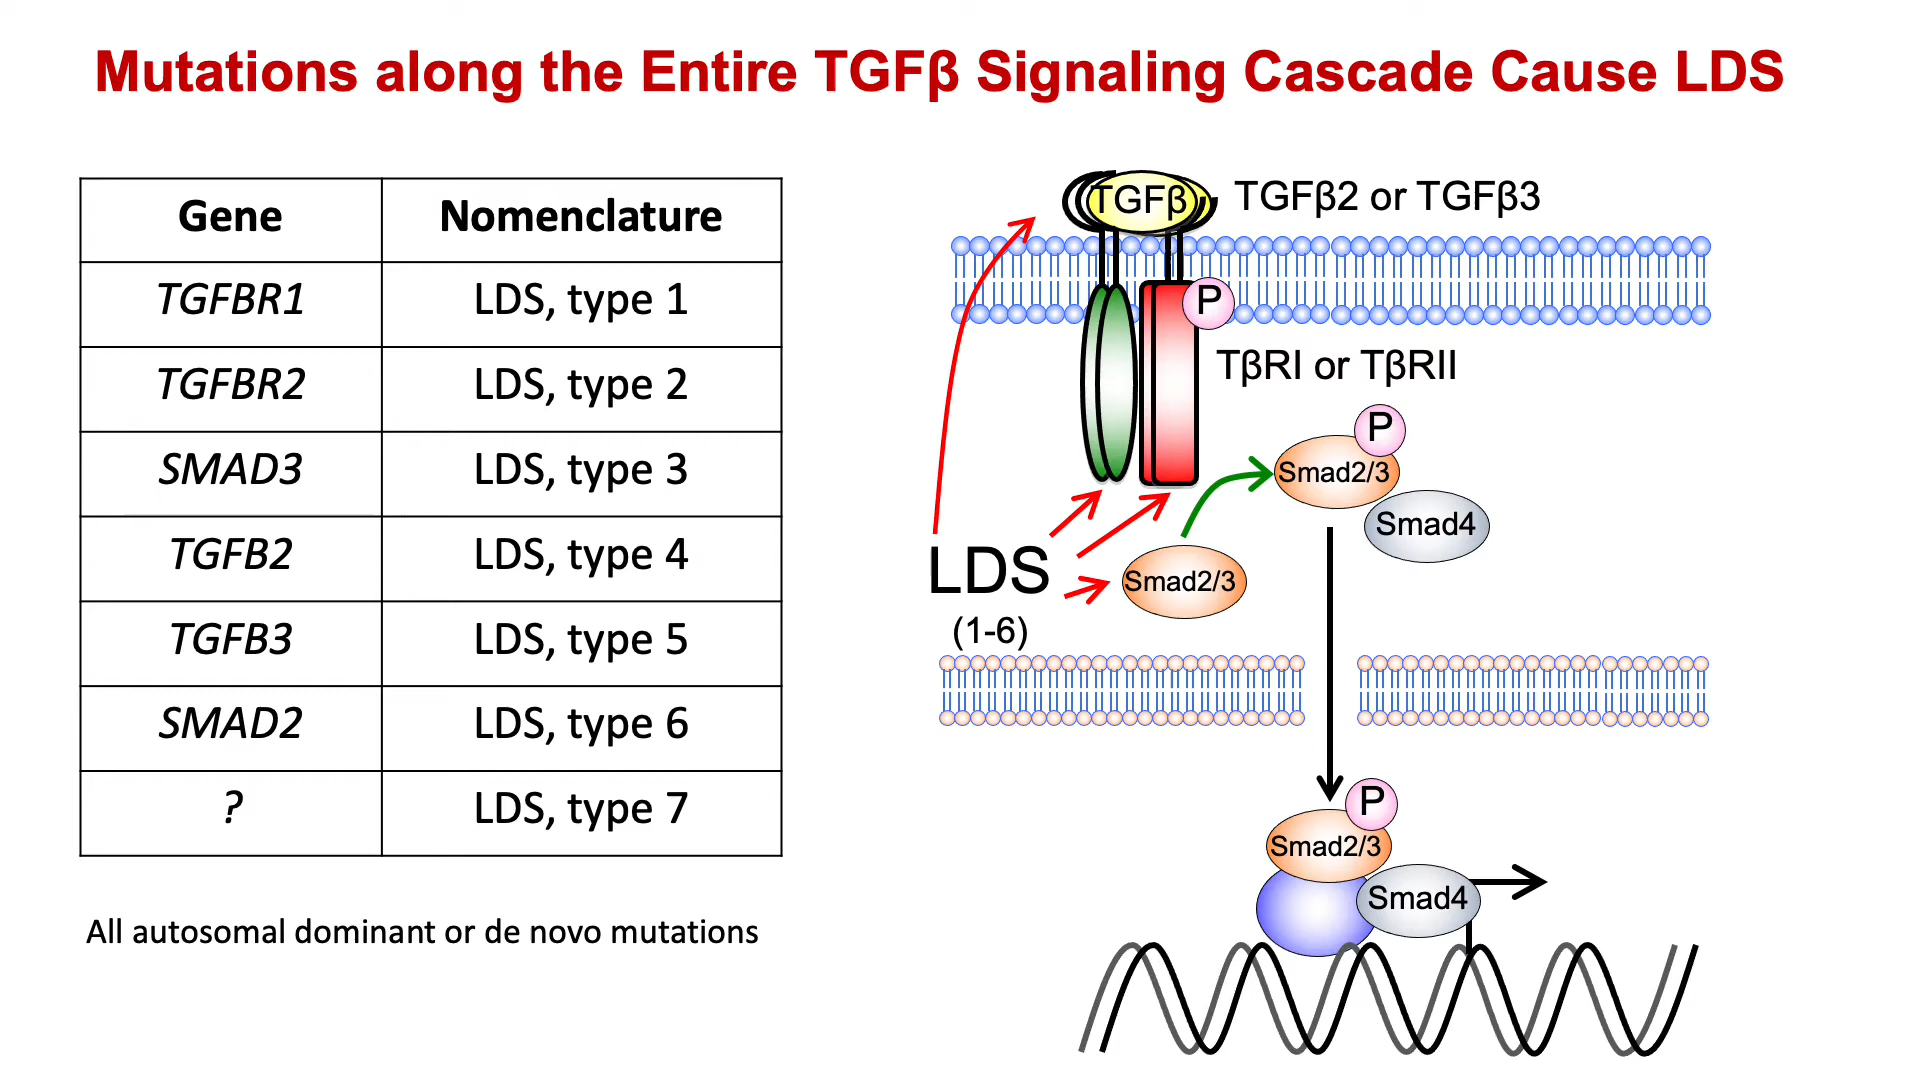 Mutations along the Entire TGFβ Signaling Cascade Cause LDS
Gene Nomenclature
TGFBR1 LDS, type 1
TGFBR2 LDS, type 2
SMAD3 LDS, type 3
TGFB2 LDS, type 4
TGFB3 LDS, type 5
SMAD2 LDS, type 6
? LDS, type 7
All autosomal dominant or de novo mutations
TGFβ
TGFβ2 or TGFβ3
P
TβRI or TβRII
P
Smad2/3
Smad4
LDS
(1-6)
Smad2/3
P
Smad2/3
Smad4